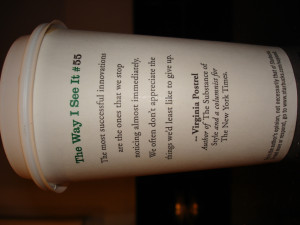 The Way I See It #55
The most successful innovations
are the ones that we stop
noticing almost immediately.
We often don't appreciate the
things we'd least like to give up.
-- Virginia Postrel
Author of The Substance of
Style and a columnist for
The New York Times.